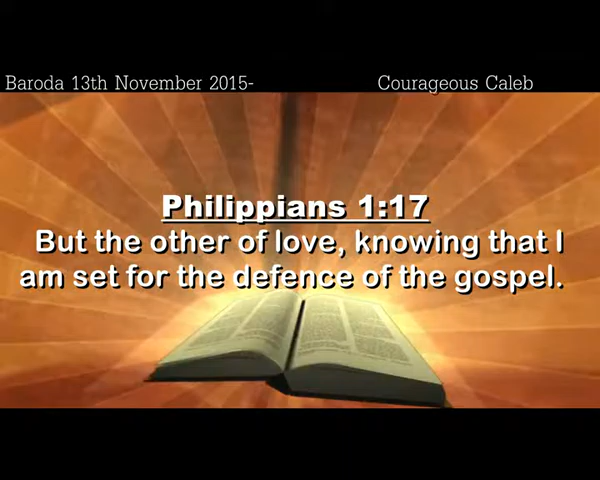 Baroda 13th November 2015-
Courageous Caleb
Philippians 1:17
But the other of love, knowing that I
am set for the defence of the gospel.